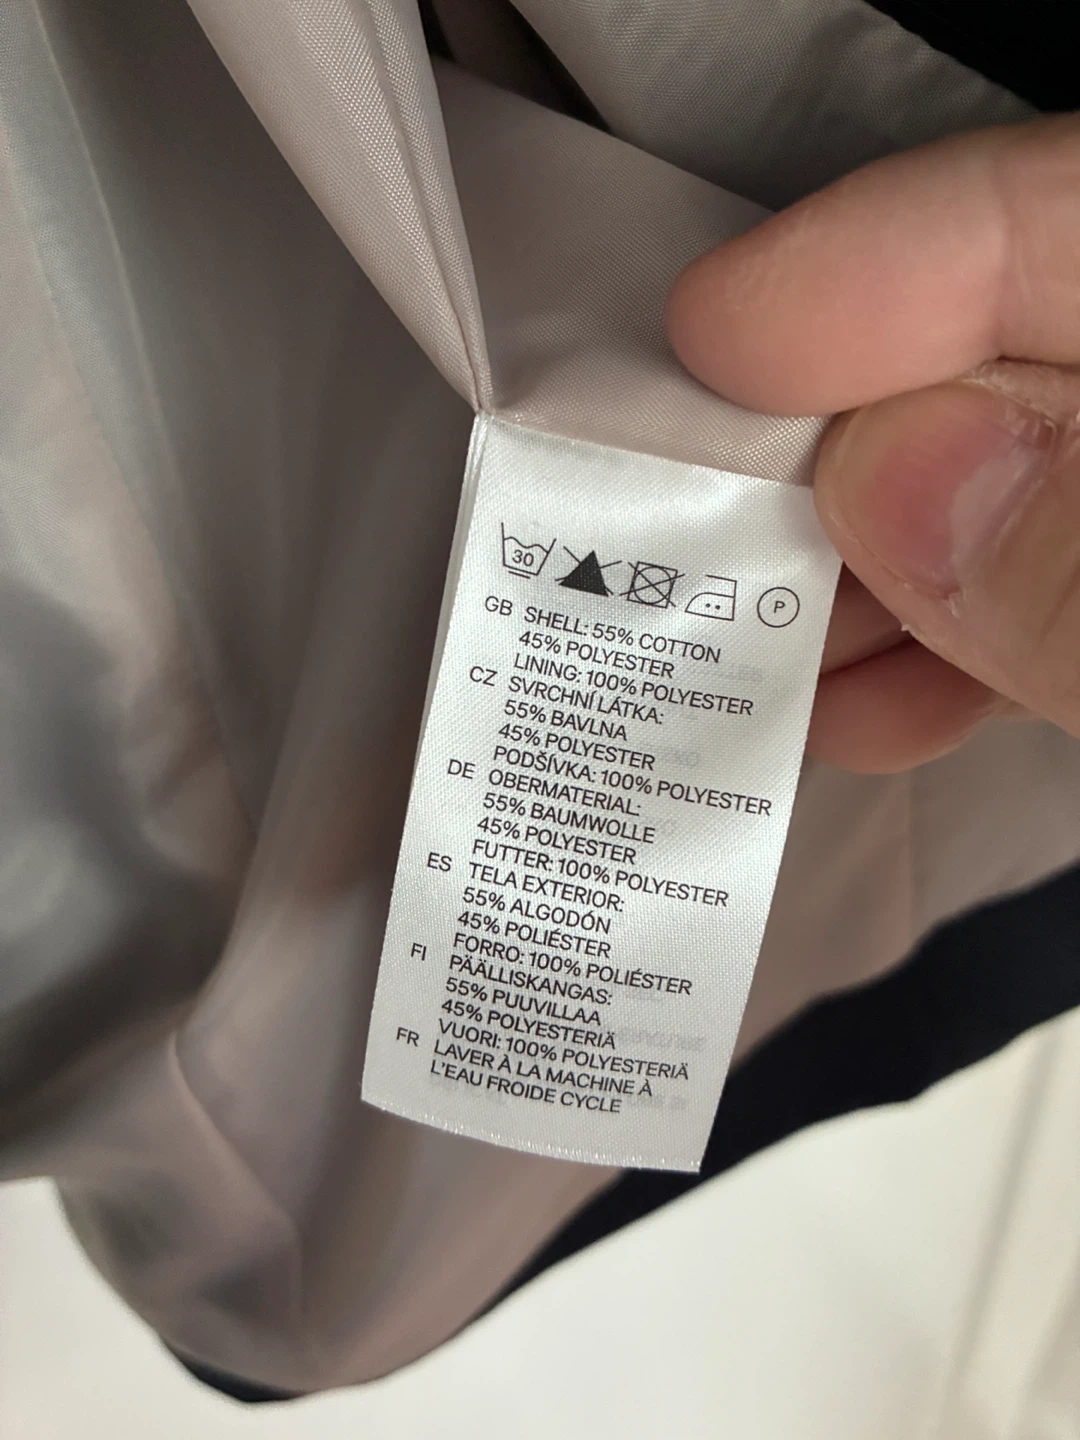 30
P
GB SHELL: 55% COTTON
45% POLYESTER
LINING: 100% POLYESTER
CZ SVRCHNÍ LÁTKA:
55% BAVLNA
45% POLYESTER
PODŠÍVKA: 100% POLYESTER
DE OBERMATERIAL:
55% BAUMWOLLE
45% POLYESTER
FUTTER: 100% POLYESTER
ES TELA EXTERIOR:
55% ALGODÓN
45% POLIÉSTER
FORRO: 100% POLIÉSTER
FI PÄÄLLISKANGAS:
55% PUUVILLAA
45% POLYESTERIÄ
VUORI: 100% POLYESTERIÄ
FR LAVER À LA MACHINE À
L'EAU FROIDE CYCLE